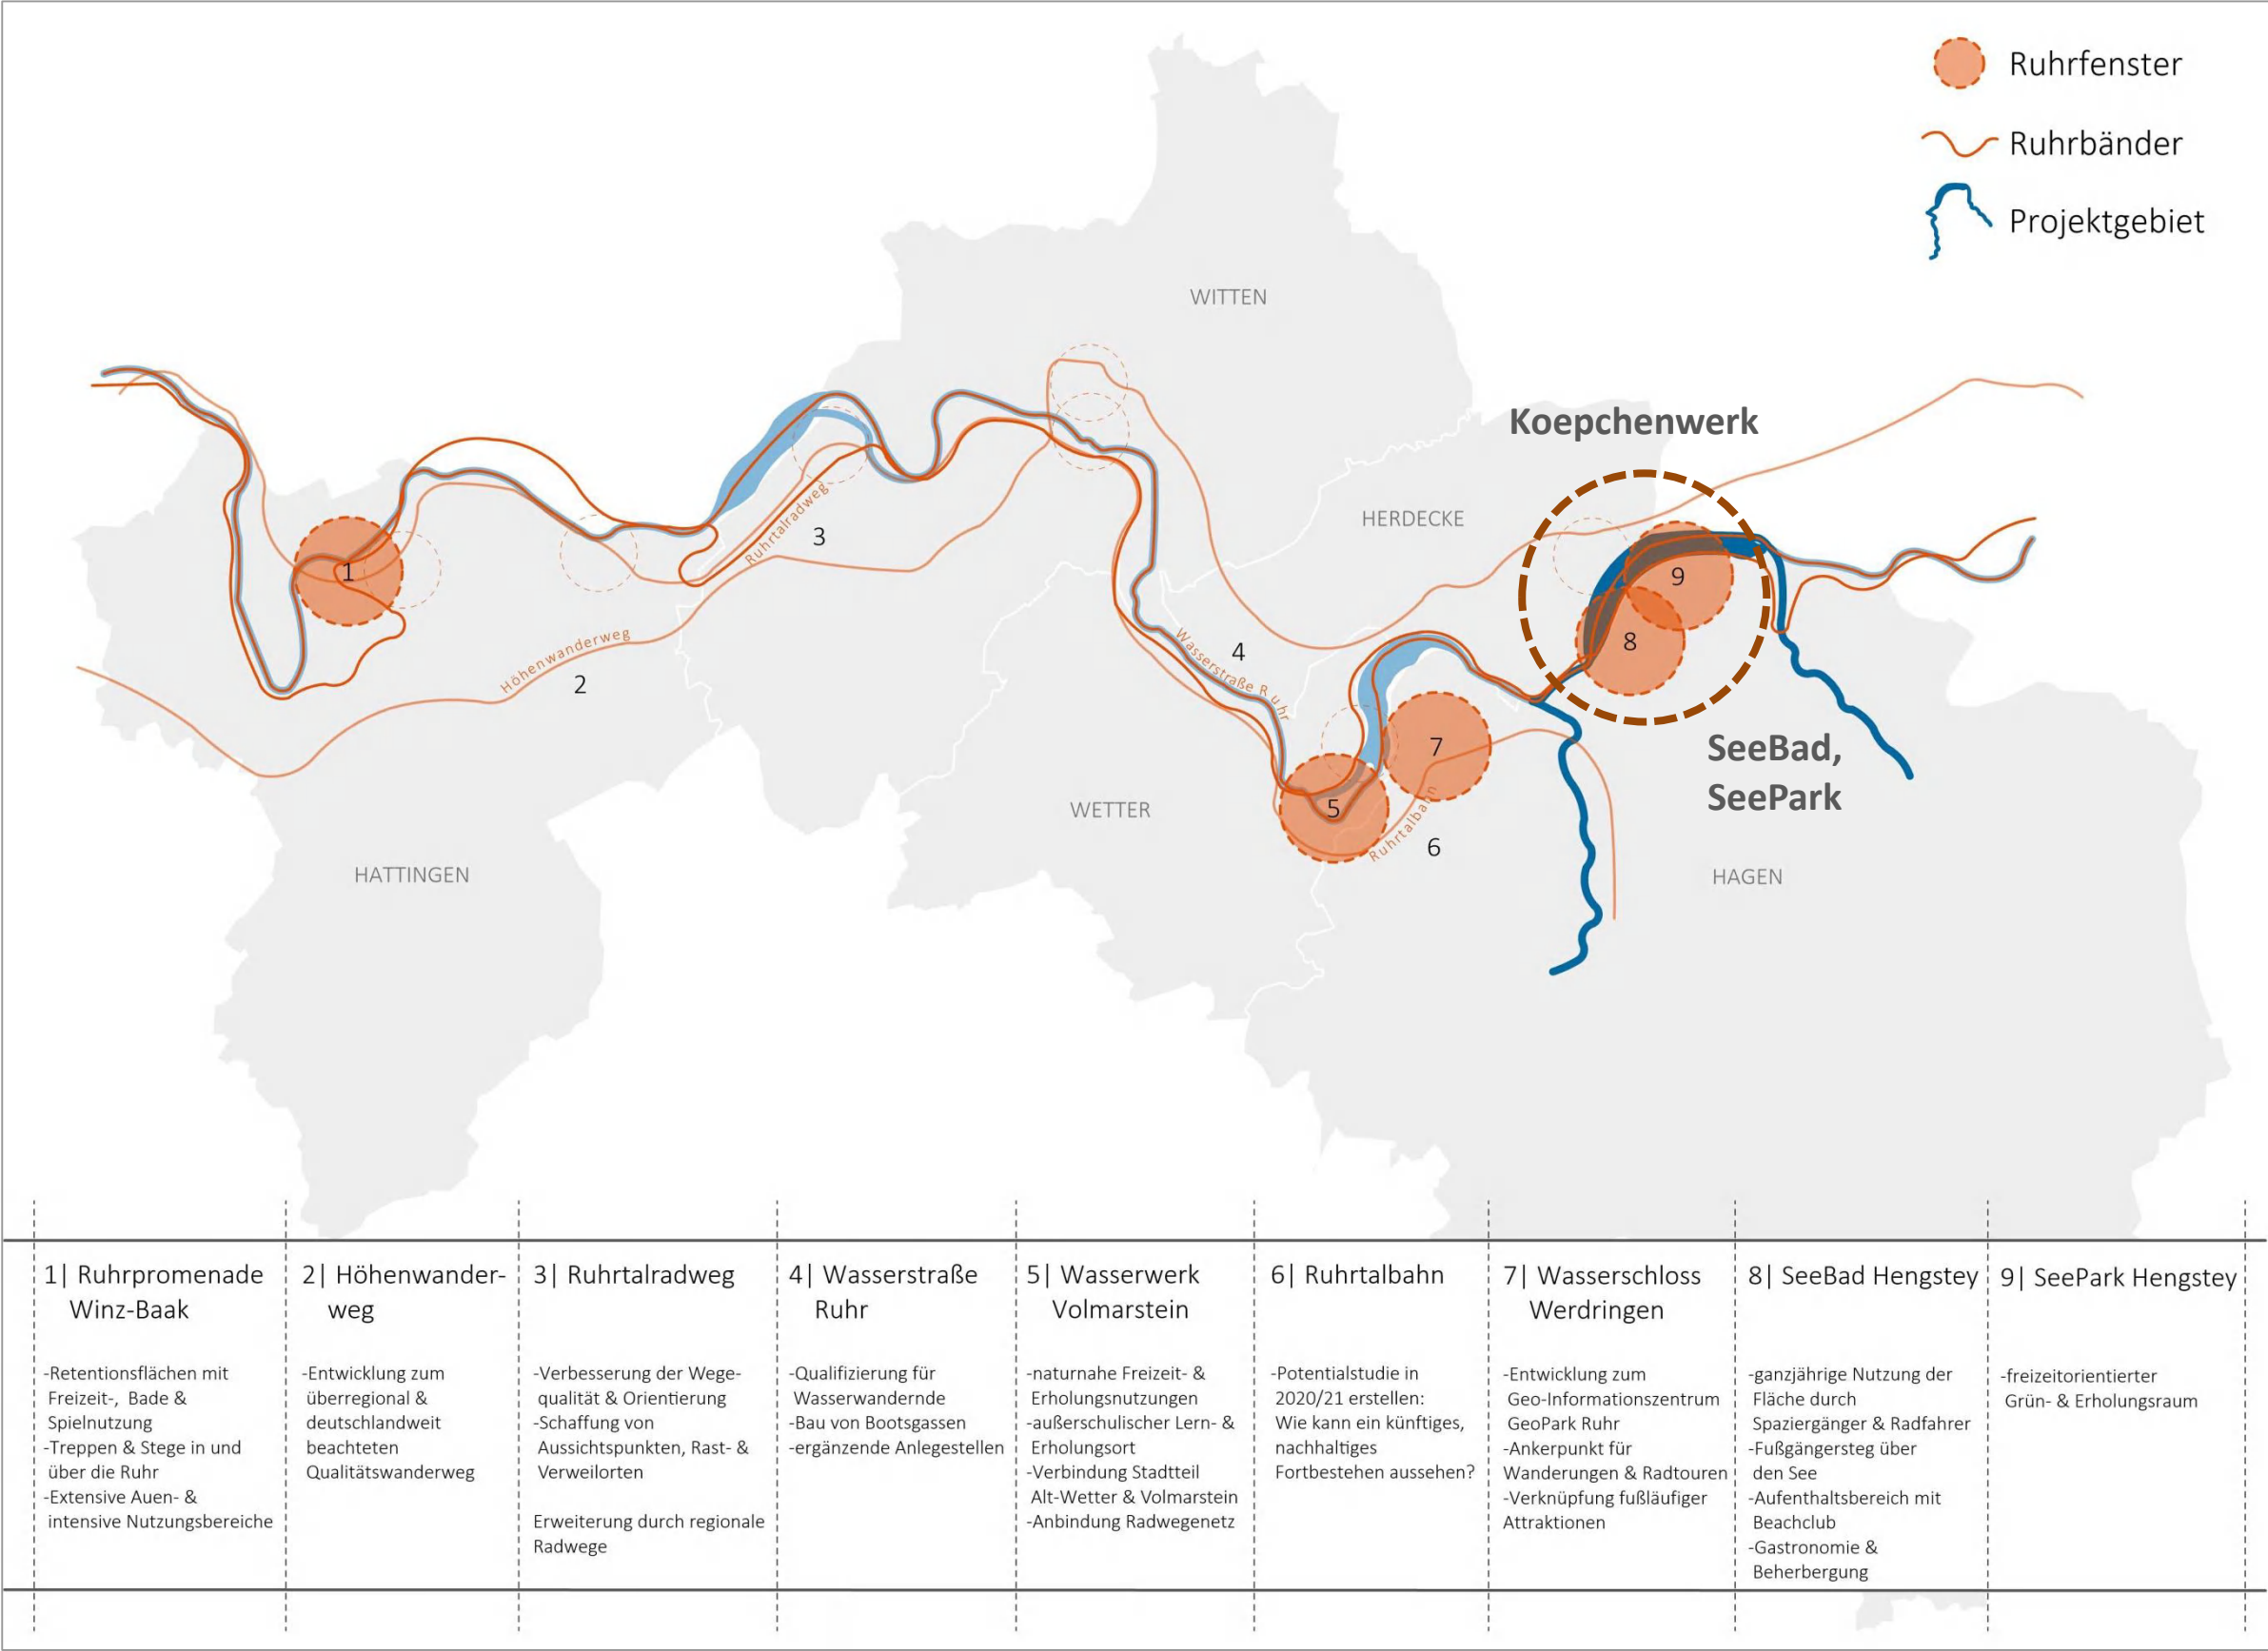 Ruhrfenster
Ruhrbänder
Projektgebiet
WITTEN
Koepchenwerk
HERDECKE
Ruhrtalradweg
3
1
9
8
4
Höhenwanderweg
2
Wasserstraße Ruhr
7
SeeBad,
SeePark
5
Ruhrtalbahn
6
WETTER
HATTINGEN
HAGEN
1| Ruhrpromenade
Winz-Baak
-Retentionsflächen mit
Freizeit-, Bade &
Spielnutzung
-Treppen & Stege in und
über die Ruhr
-Extensive Auen- &
intensive Nutzungsbereiche
2| Höhenwander-
weg
-Entwicklung zum
überregional &
deutschlandweit
beachteten
Qualitätswanderweg
3| Ruhrtalradweg
-Verbesserung der Wege-
qualität & Orientierung
-Schaffung von
Aussichtspunkten, Rast- &
Verweilorten
Erweiterung durch regionale
Radwege
4| Wasserstraße
Ruhr
-Qualifizierung für
Wasserwandernde
-Bau von Bootsgassen
-ergänzende Anlegestellen
5| Wasserwerk
Volmarstein
-naturnahe Freizeit- &
Erholungsnutzungen
-außerschulischer Lern- &
Erholungsort
-Verbindung Stadtteil
Alt-Wetter & Volmarstein
-Anbindung Radwegenetz
6| Ruhrtalbahn
-Potentialstudie in
2020/21 erstellen:
Wie kann ein künftiges,
nachhaltiges
Fortbestehen aussehen?
7| Wasserschloss
Werdringen
-Entwicklung zum
Geo-Informationszentrum
GeoPark Ruhr
-Ankerpunkt für
Wanderungen & Radtouren
-Verknüpfung fußläufiger
Attraktionen
8| SeeBad Hengstey
-ganzjährige Nutzung der
Fläche durch
Spaziergänger & Radfahrer
-Fußgängersteg über
den See
-Aufenthaltsbereich mit
Beachclub
-Gastronomie &
Beherbergung
9| SeePark Hengstey
-freizeitorientierter
Grün- & Erholungsraum